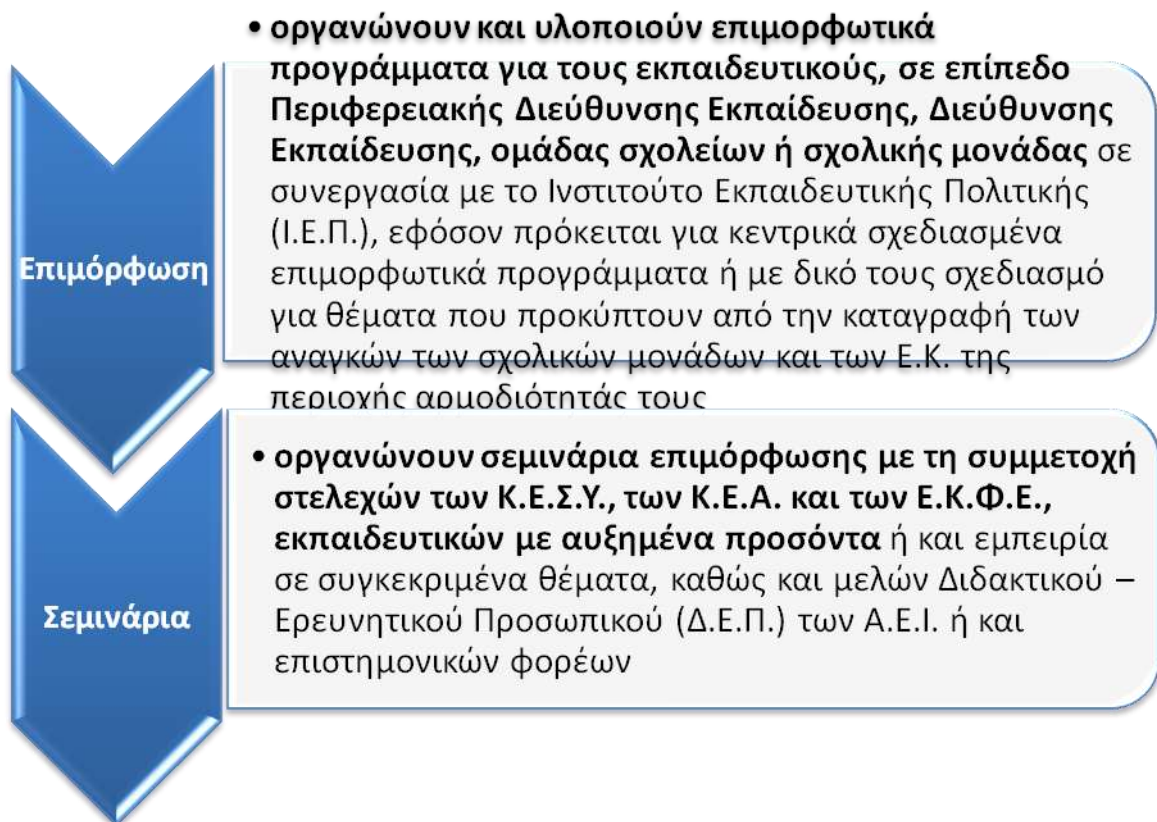 • οργανώνουν και υλοποιούν επιμορφωτικά
προγράμματα για τους εκπαιδευτικούς, σε επίπεδο
Περιφερειακής Διεύθυνσης Εκπαίδευσης, Διεύθυνσης
Εκπαίδευσης, ομάδας σχολείων ή σχολικής μονάδας σε
συνεργασία με το Ινστιτούτο Εκπαιδευτικής Πολιτικής
(Ι.Ε.Π.), εφόσον πρόκειται για κεντρικά σχεδιασμένα
επιμορφωτικά προγράμματα ή με δικό τους σχεδιασμό
για θέματα που προκύπτουν από την καταγραφή των
αναγκών των σχολικών μονάδων και των Ε.Κ. της
περιοχής αρμοδιότητάς τους
Επιμόρφωση
• οργανώνουν σεμινάρια επιμόρφωσης με τη συμμετοχή
στελεχών των Κ.Ε.Σ.Υ., των Κ.Ε.Α. και των Ε.Κ.Φ.Ε.,
εκπαιδευτικών με αυξημένα προσόντα ή και εμπειρία
σε συγκεκριμένα θέματα, καθώς και μελών Διδακτικού –
Ερευνητικού Προσωπικού (Δ.Ε.Π.) των Α.Ε.Ι. ή και
επιστημονικών φορέων
Σεμινάρια